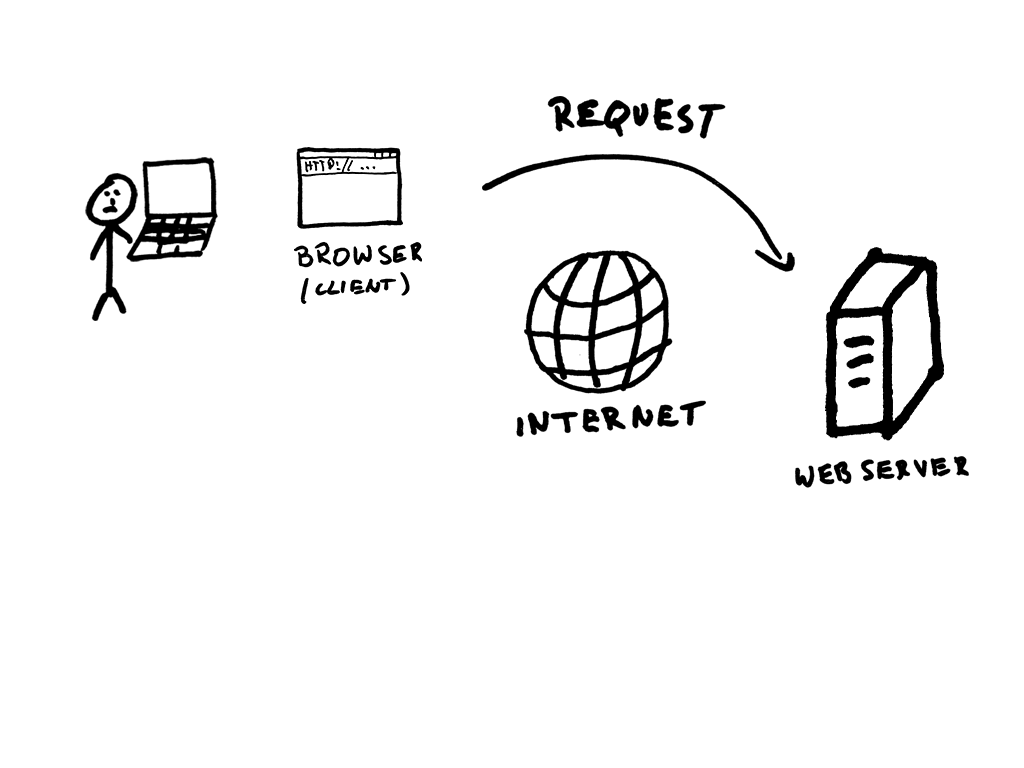 REQUEST
HTTP:// ...
BROWSER
(CLIENT)
INTERNET
WEB SERVER